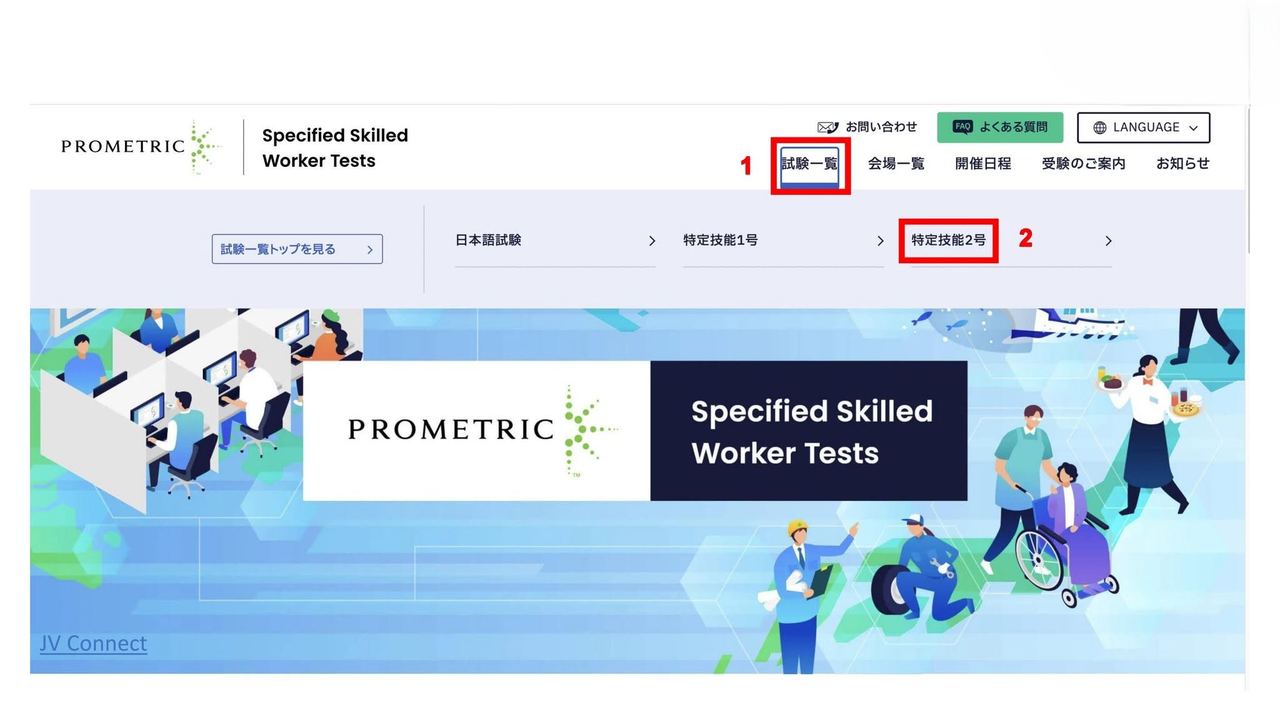 PROMETRIC
TM
Specified Skilled
Worker Tests
お問い合わせ
FAQ よくある質問
LANGUAGE
1
試験一覧
会場一覧
開催日程
受験のご案内
お知らせ
試験一覧トップを見る
日本語試験
特定技能1号
特定技能2号
2
PROMETRIC
TM
Specified Skilled
Worker Tests
JV Connect